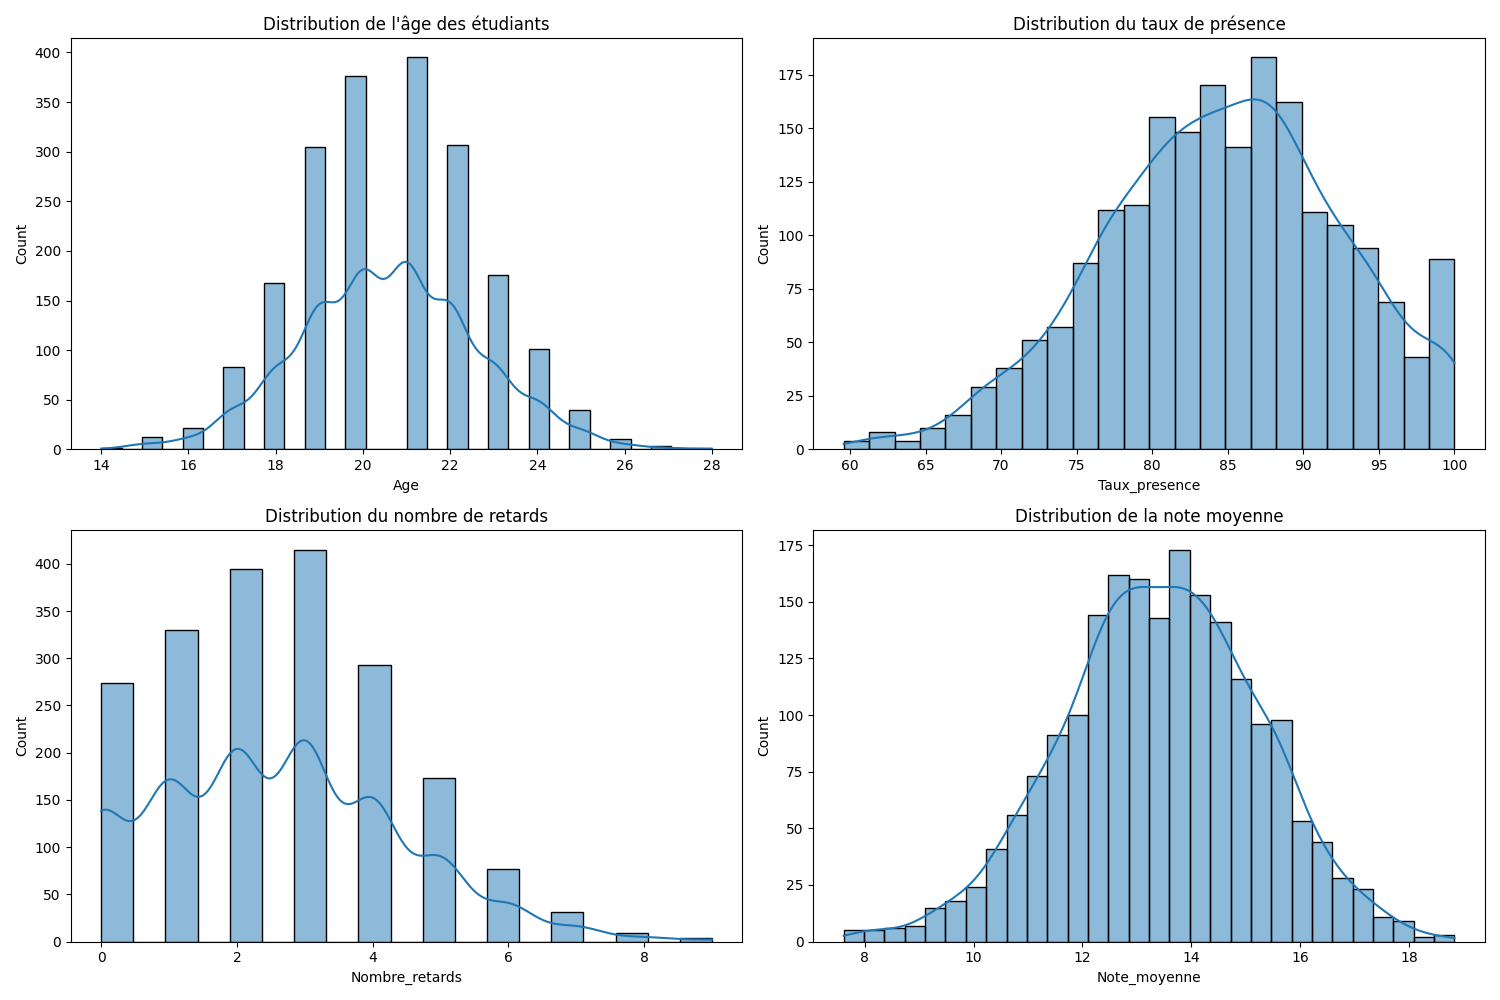 Distribution de l'âge des étudiants
400
350
300
250
200
150
100
50
0
Count
14 16 18 20 22 24 26 28
Age
Distribution du taux de présence
175
150
125
100
75
50
25
0
Count
60 65 70 75 80 85 90 95 100
Taux_presence
Distribution du nombre de retards
400
350
300
250
200
150
100
50
0
Count
0 2 4 6 8
Nombre_retards
Distribution de la note moyenne
175
150
125
100
75
50
25
0
Count
8 10 12 14 16 18
Note_moyenne